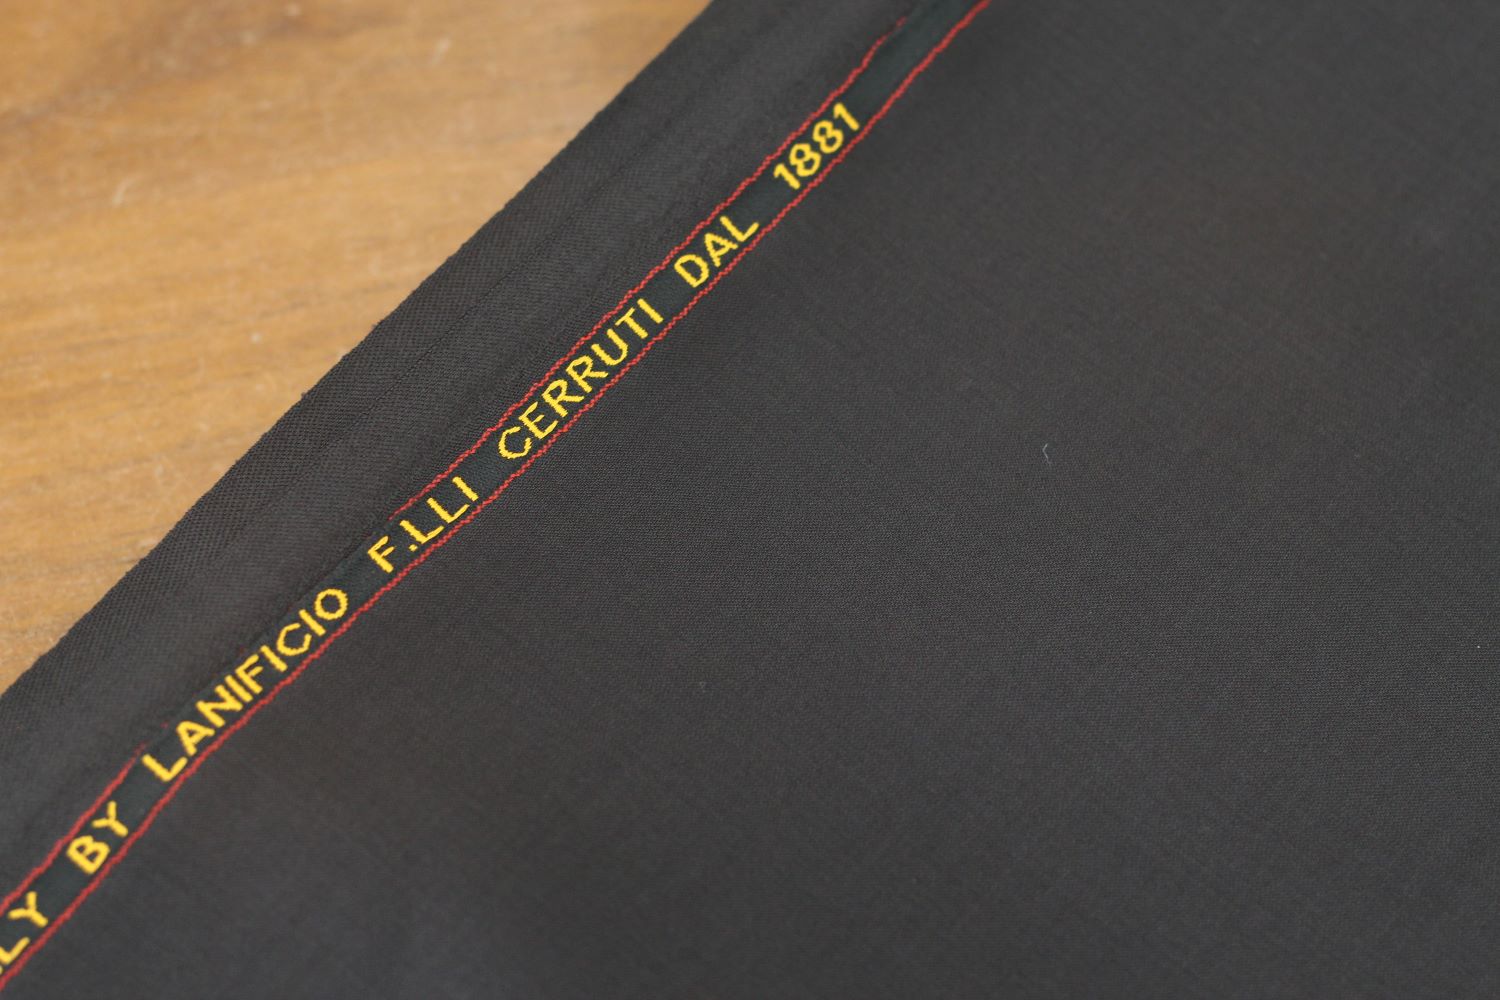 BY LANIFICIO F.LLI CERRUTI DAL 1881